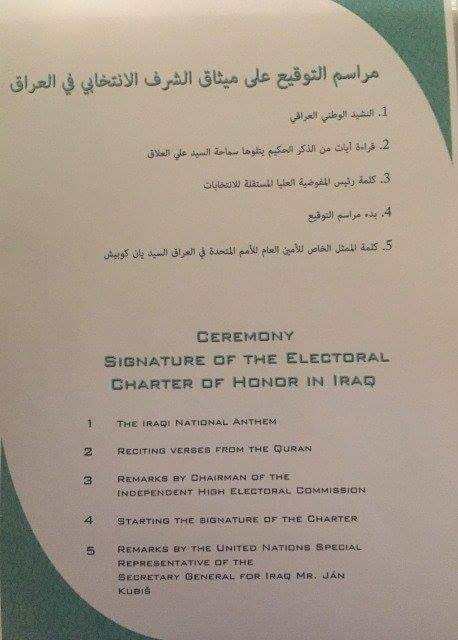 مراسم التوقيع على ميثاق الشرف الانتخابي في العراق
1. النشيد الوطني العراقي
2. قراءة آيات من الذكر الحكيم يتلوها سماحة السيد علي العلاق
3. كلمة رئيس المفوضية العليا المستقلة للانتخابات
4. بدء مراسم التوقيع
5. كلمة الممثل الخاص للأمين العام للأمم المتحدة في العراق السيد يان كوبيش
CEREMONY
SIGNATURE OF THE ELECTORAL
CHARTER OF HONOR IN IRAQ
1 THE IRAQI NATIONAL ANTHEM
2 RECITING VERSES FROM THE QURAN
3 REMARKS BY CHAIRMAN OF THE
INDEPENDENT HIGH ELECTORAL COMMISSION
4 STARTING THE SIGNATURE OF THE CHARTER
5 REMARKS BY THE UNITED NATIONS SPECIAL
REPRESENTATIVE OF THE
SECRETARY GENERAL FOR IRAQ MR. JÁN
KUBIŠ